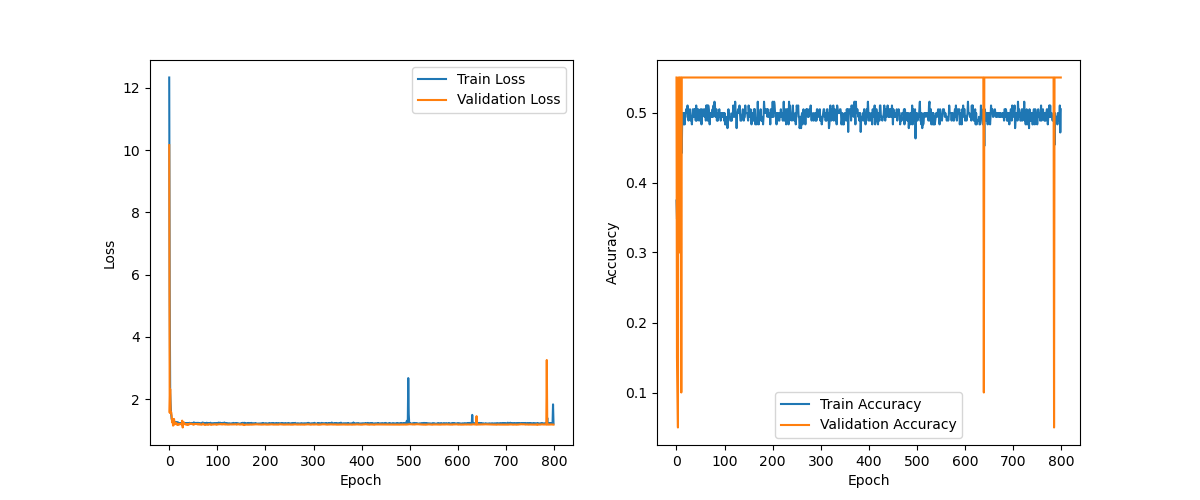 Train Loss
Validation Loss
12
10
8
6
4
2
Loss
0 100 200 300 400 500 600 700 800
Epoch
0.5
0.4
0.3
0.2
0.1
Accuracy
Train Accuracy
Validation Accuracy
0 100 200 300 400 500 600 700 800
Epoch